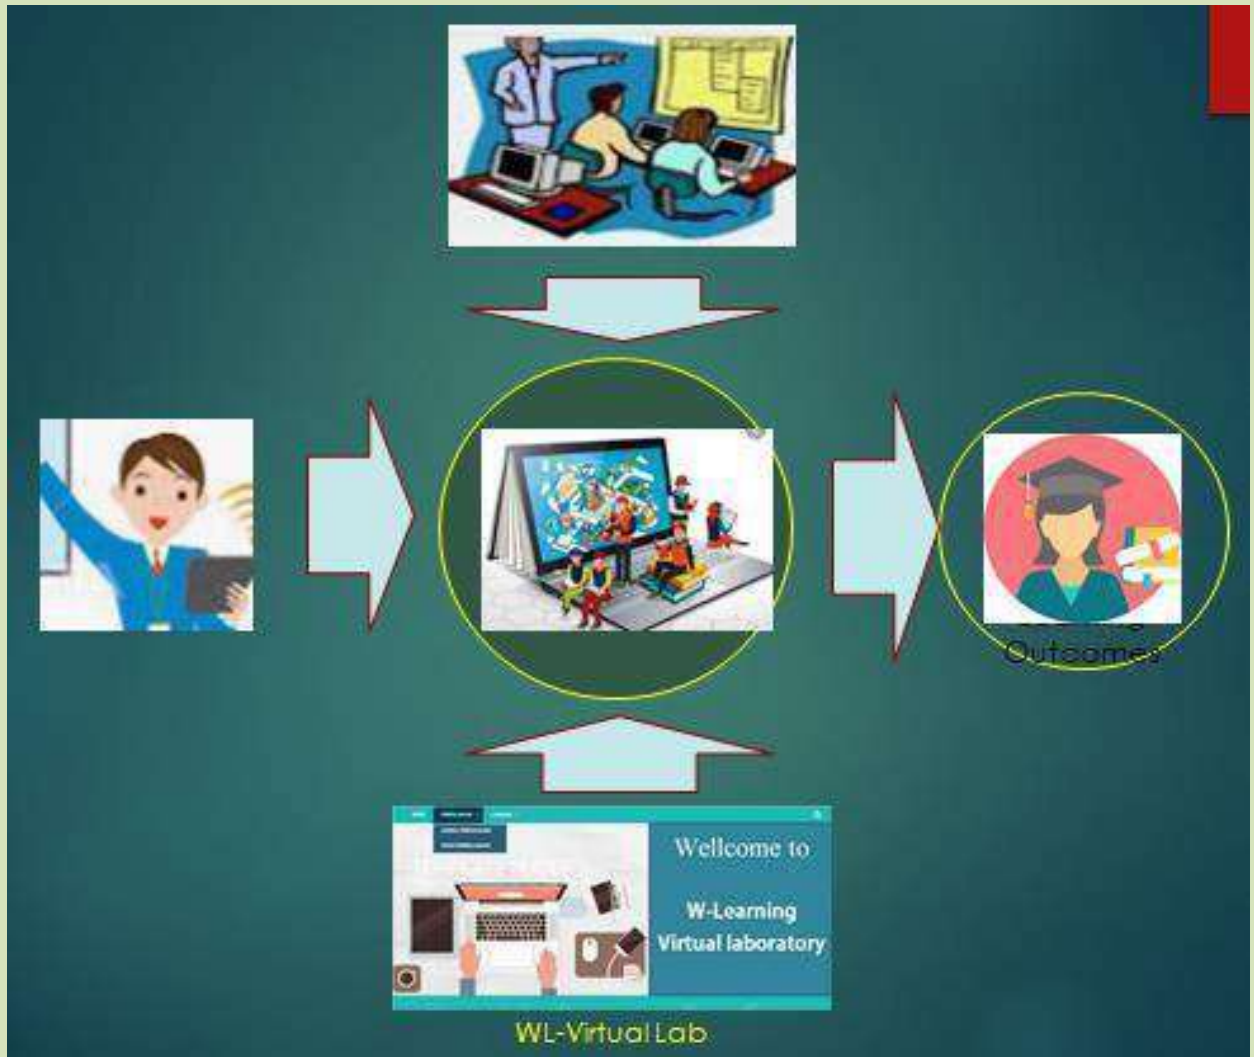 Outcomes
Wellcome to
W-Learning
Virtual laboratory
WL-Virtual Lab